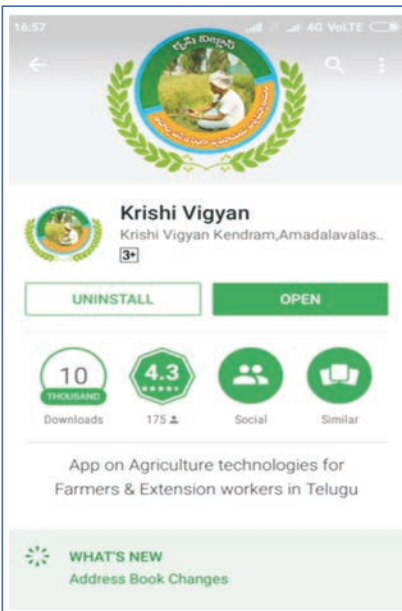 16:57
4G VoLTE
కృషి విజ్ఞాన్
Krishi Vigyan
Krishi Vigyan Kendram,Amadalavalas..
3+
UNINSTALL
OPEN
10
THOUSAND
Downloads
4.3
175
Social
Similar
App on Agriculture technologies for
Farmers & Extension workers in Telugu
WHAT'S NEW
Address Book Changes